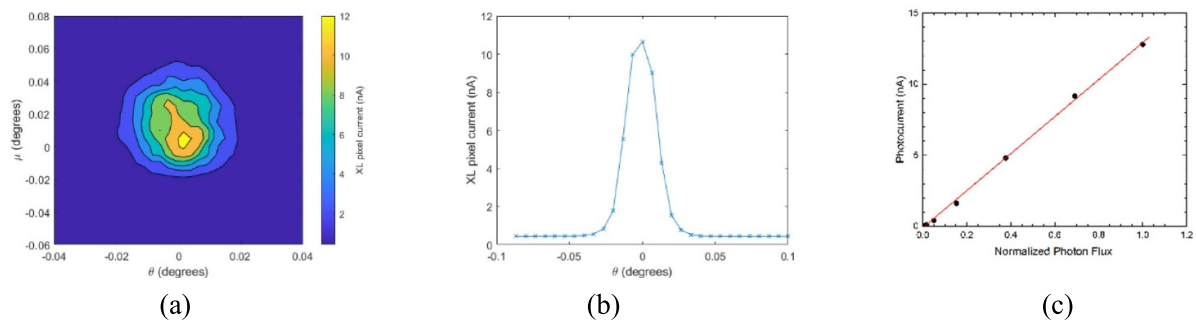 0.08
0.06
0.04
0.02
0
-0.02
-0.04
-0.06
μ (degrees)
-0.04 -0.02 0 0.02 0.04
θ (degrees)
12
10
8
6
4
2
XL pixel current (nA)
(a)
12
10
8
6
4
2
0
XL pixel current (nA)
-0.1 -0.05 0 0.05 0.1
θ (degrees)
(b)
15
10
5
0
Photocurrent (nA)
0.0 0.2 0.4 0.6 0.8 1.0 1.2
Normalized Photon Flux
(c)